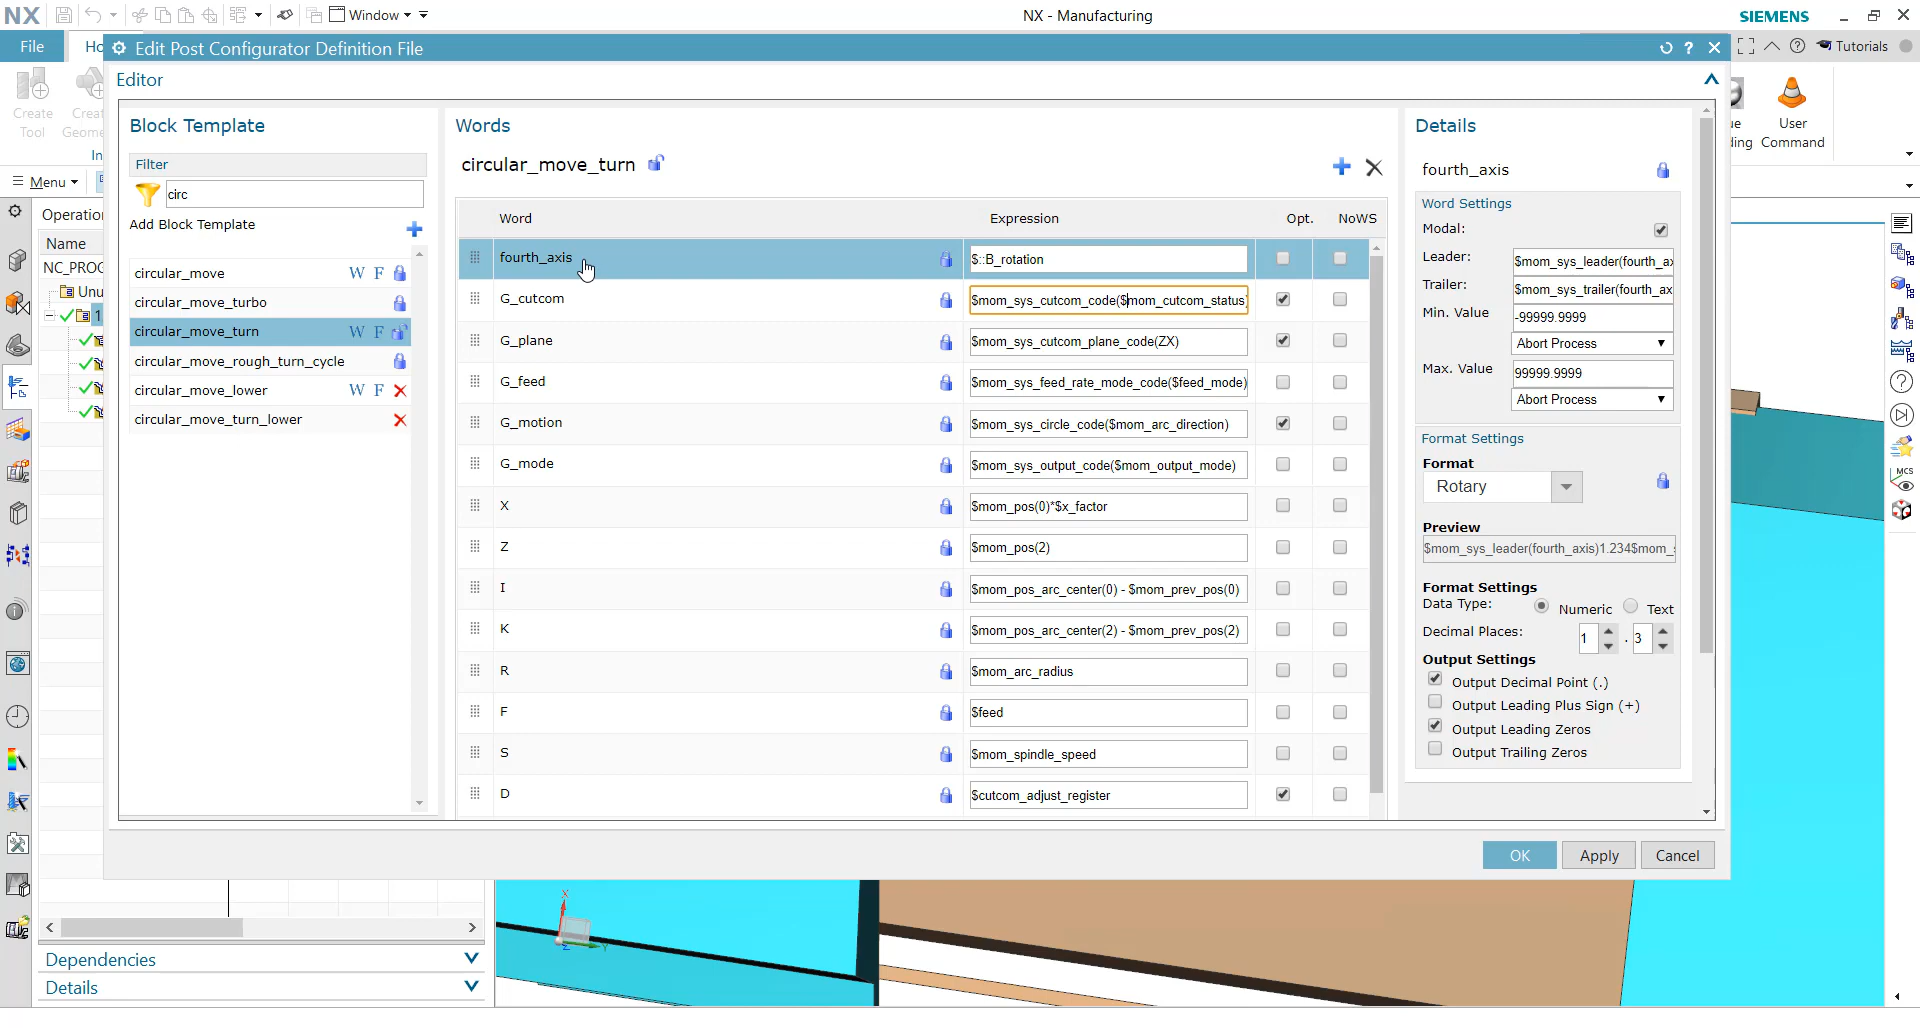 NX
Window
NX - Manufacturing
SIEMENS
File
Edit Post Configurator Definition File
Tutorials
Editor
Create
Tool
Geome
Menu
User
Command
Operatio
Name
NC_PROG
Unu
1
Block Template
Filter
circ
Add Block Template
circular_move W F
circular_move_turbo
circular_move_turn W F
circular_move_rough_turn_cycle
circular_move_lower W F
circular_move_turn_lower
Words
circular_move_turn
Word Expression Opt. NoWS
fourth_axis $::B_rotation
G_cutcom $mom_sys_cutcom_code($mom_cutcom_status)
G_plane $mom_sys_cutcom_plane_code(ZX)
G_feed $mom_sys_feed_rate_mode_code($feed_mode)
G_motion $mom_sys_circle_code($mom_arc_direction)
G_mode $mom_sys_output_code($mom_output_mode)
X $mom_pos(0)*$x_factor
Z $mom_pos(2)
I $mom_pos_arc_center(0) - $mom_prev_pos(0)
K $mom_pos_arc_center(2) - $mom_prev_pos(2)
R $mom_arc_radius
F $feed
S $mom_spindle_speed
D $cutcom_adjust_register
Details
fourth_axis
Word Settings
Modal:
Leader: $mom_sys_leader(fourth_ax
Trailer: $mom_sys_trailer(fourth_ax
Min. Value -99999.9999
Abort Process
Max. Value 99999.9999
Abort Process
Format Settings
Format
Rotary
Preview
$mom_sys_leader(fourth_axis)1.234$mom_
Format Settings
Data Type: Numeric Text
Decimal Places: 1 . 3
Output Settings
Output Decimal Point (.)
Output Leading Plus Sign (+)
Output Leading Zeros
Output Trailing Zeros
OK Apply Cancel
MCS
X
Y
Z
Dependencies
Details